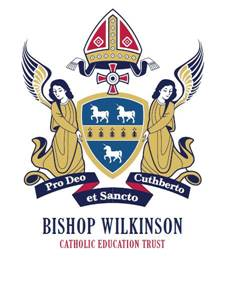 Pro Deo et Sancto Cuthberto
BISHOP WILKINSON
CATHOLIC EDUCATION TRUST